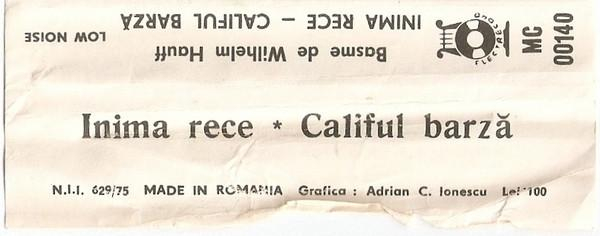 INIMA RECE – CALIFUL BARZĂ
LOW NOISE
Basme de Wilhelm Hauff
ELECTRECORD
MC
00140
Inima rece * Califul barză
N.I.I. 629/75 MADE IN ROMANIA Grafica : Adrian C. Ionescu Lei 100